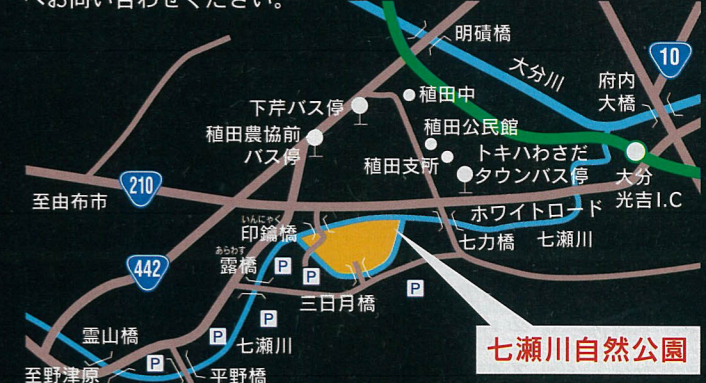 へお問い合わせください。
明磧橋
10
大分川
府内
大橋
稙田中
下芹バス停
稙田農協前
バス停
稙田公民館
稙田支所
トキハわさだ
タウンバス停
大分
光吉I.C
210
至由布市
ホワイトロード
いんにゃく
印鑰橋
七力橋
七瀬川
あらわす
露橋
442
P
P
P
三日月橋
P
P
霊山橋
P
七瀬川
七瀬川自然公園
至野津原
平野橋